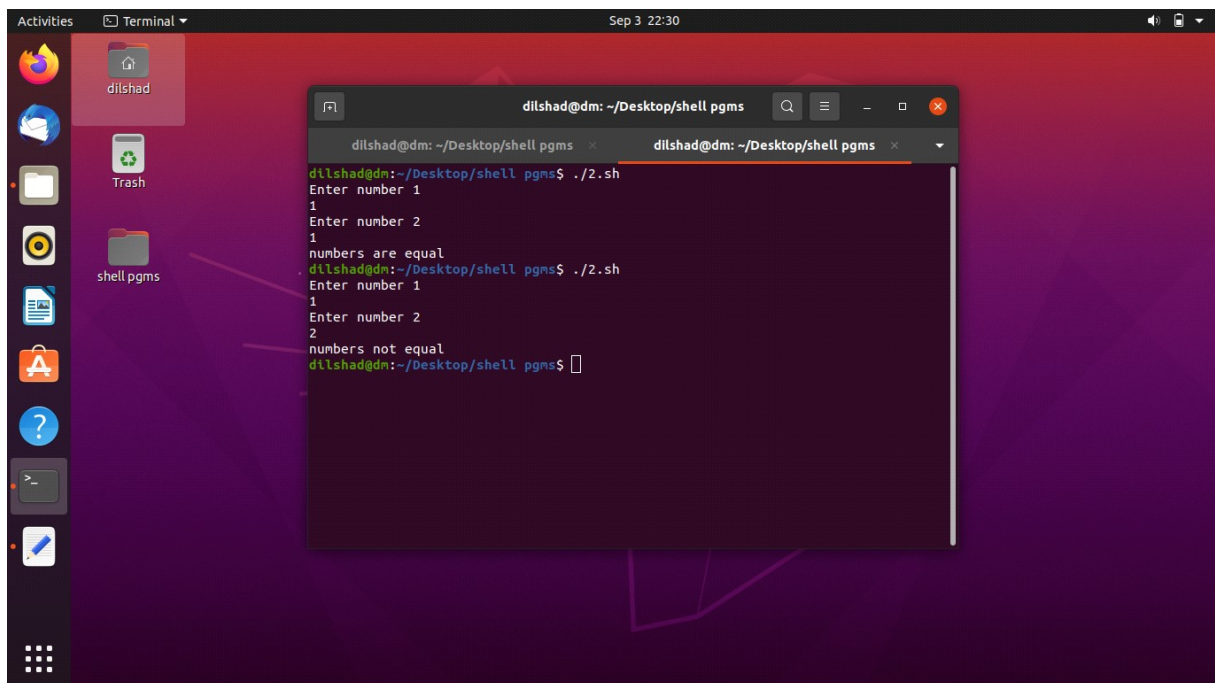 Activities Terminal Sep 3 22:30
dilshad
Trash
shell pgms
dilshad@dm: ~/Desktop/shell pgms
dilshad@dm: ~/Desktop/shell pgms dilshad@dm: ~/Desktop/shell pgms
dilshad@dm:~/Desktop/shell pgms$ ./2.sh
Enter number 1
1
Enter number 2
1
numbers are equal
dilshad@dm:~/Desktop/shell pgms$ ./2.sh
Enter number 1
1
Enter number 2
2
numbers not equal
dilshad@dm:~/Desktop/shell pgms$